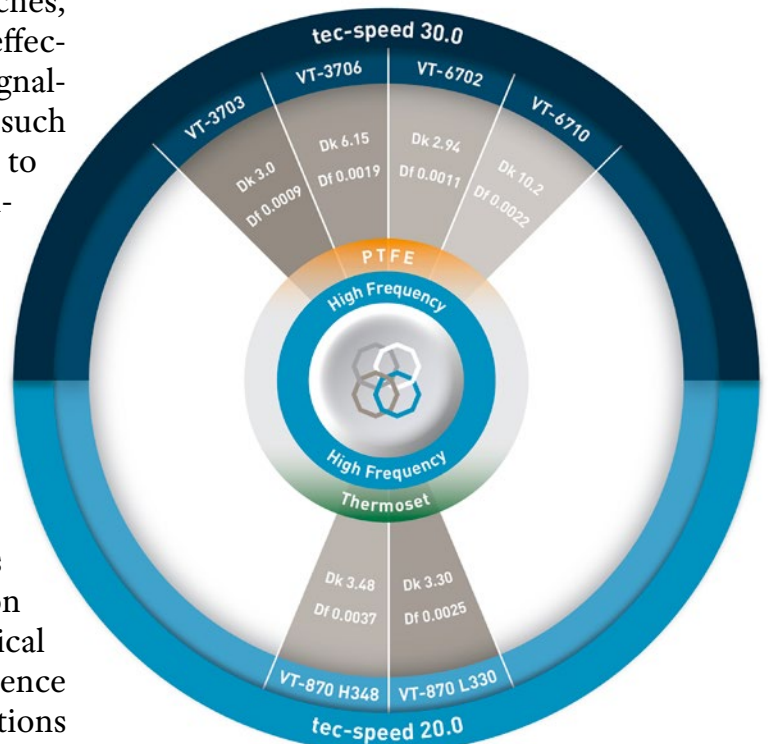 ches,
effec-
gnal-
such
to
tec-speed 30.0
VT-3703
VT-3706
VT-6702
VT-6710
Dk 3.0
Df 0.0009
Dk 6.15
Df 0.0019
Dk 2.94
Df 0.0011
Dk 10.2
Df 0.0022
PTFE
High Frequency
High Frequency
Thermoset
Dk 3.48
Df 0.0037
Dk 3.30
Df 0.0025
VT-870 H348
VT-870 L330
tec-speed 20.0
on
ical
ence
tions